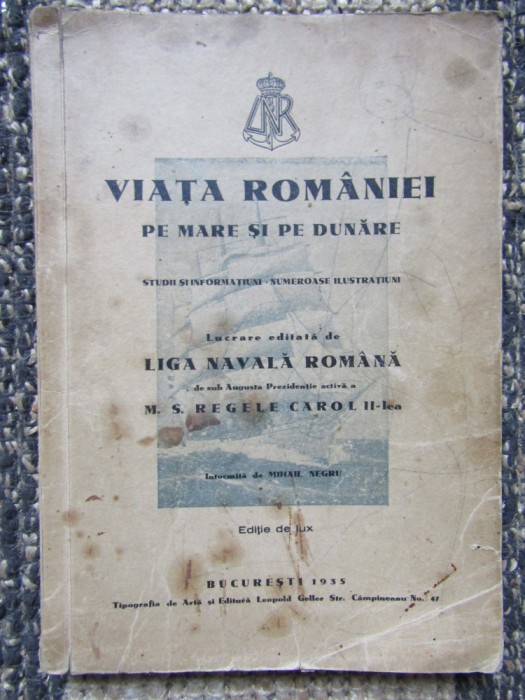 LNR
VIAȚA ROMÂNIEI
PE MARE ȘI PE DUNĂRE
STUDII ȘI INFORMAȚIUNI - NUMEROASE ILUSTRAȚIUNI
Lucrare editată de
LIGA NAVALĂ ROMÂNĂ
de sub Augusta Prezidenție activă a
M. S. REGELE CAROL II-lea
Întocmită de MIHAIL NEGRU
Ediție de lux
BUCUREȘTI 1935
Tipografia de Artă și Editură Leopold Geller Str. Câmpineanu No. 47